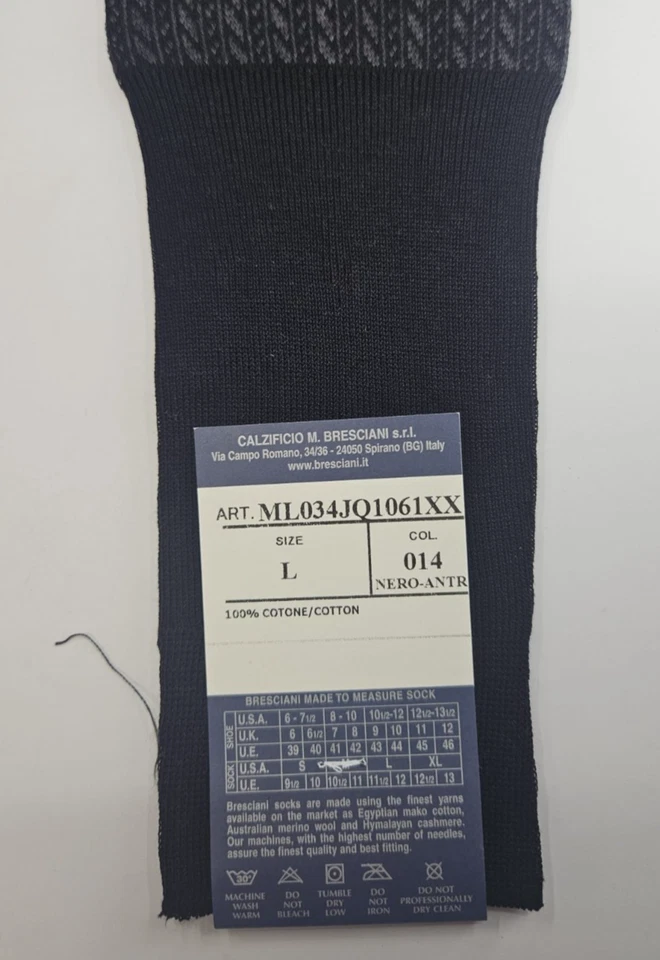 CALZIFICIO M. BRESCIANI s.r.l.
Via Campo Romano, 34/36 - 24050 Spirano (BG) Italy
www.bresciani.it
ART. ML034JQ1061XX
SIZE COL.
L 014
NERO-ANTR
100% COTONE/COTTON
BRESCIANI MADE TO MEASURE SOCK
SHOE
U.S.A. 6 - 71/2 8 - 10 101/2-12 121/2-131/2
U.K. 6 61/2 7 8 9 10 11 12
U.E. 39 40 41 42 43 44 45 46
SOCK
U.S.A. S L XL
U.E. 91/2 10 101/2 11 111/2 12 121/2 13
Bresciani socks are made using the finest yarns
available on the market as Egyptian mako cotton,
Australian merino wool and Hymalayan cashmere.
Our machines, with the highest number of needles,
assure the finest quality and best fitting.
30°
MACHINE WASH WARM
DO NOT BLEACH
TUMBLE DRY LOW
DO NOT IRON
DO NOT PROFESSIONALLY DRY CLEAN